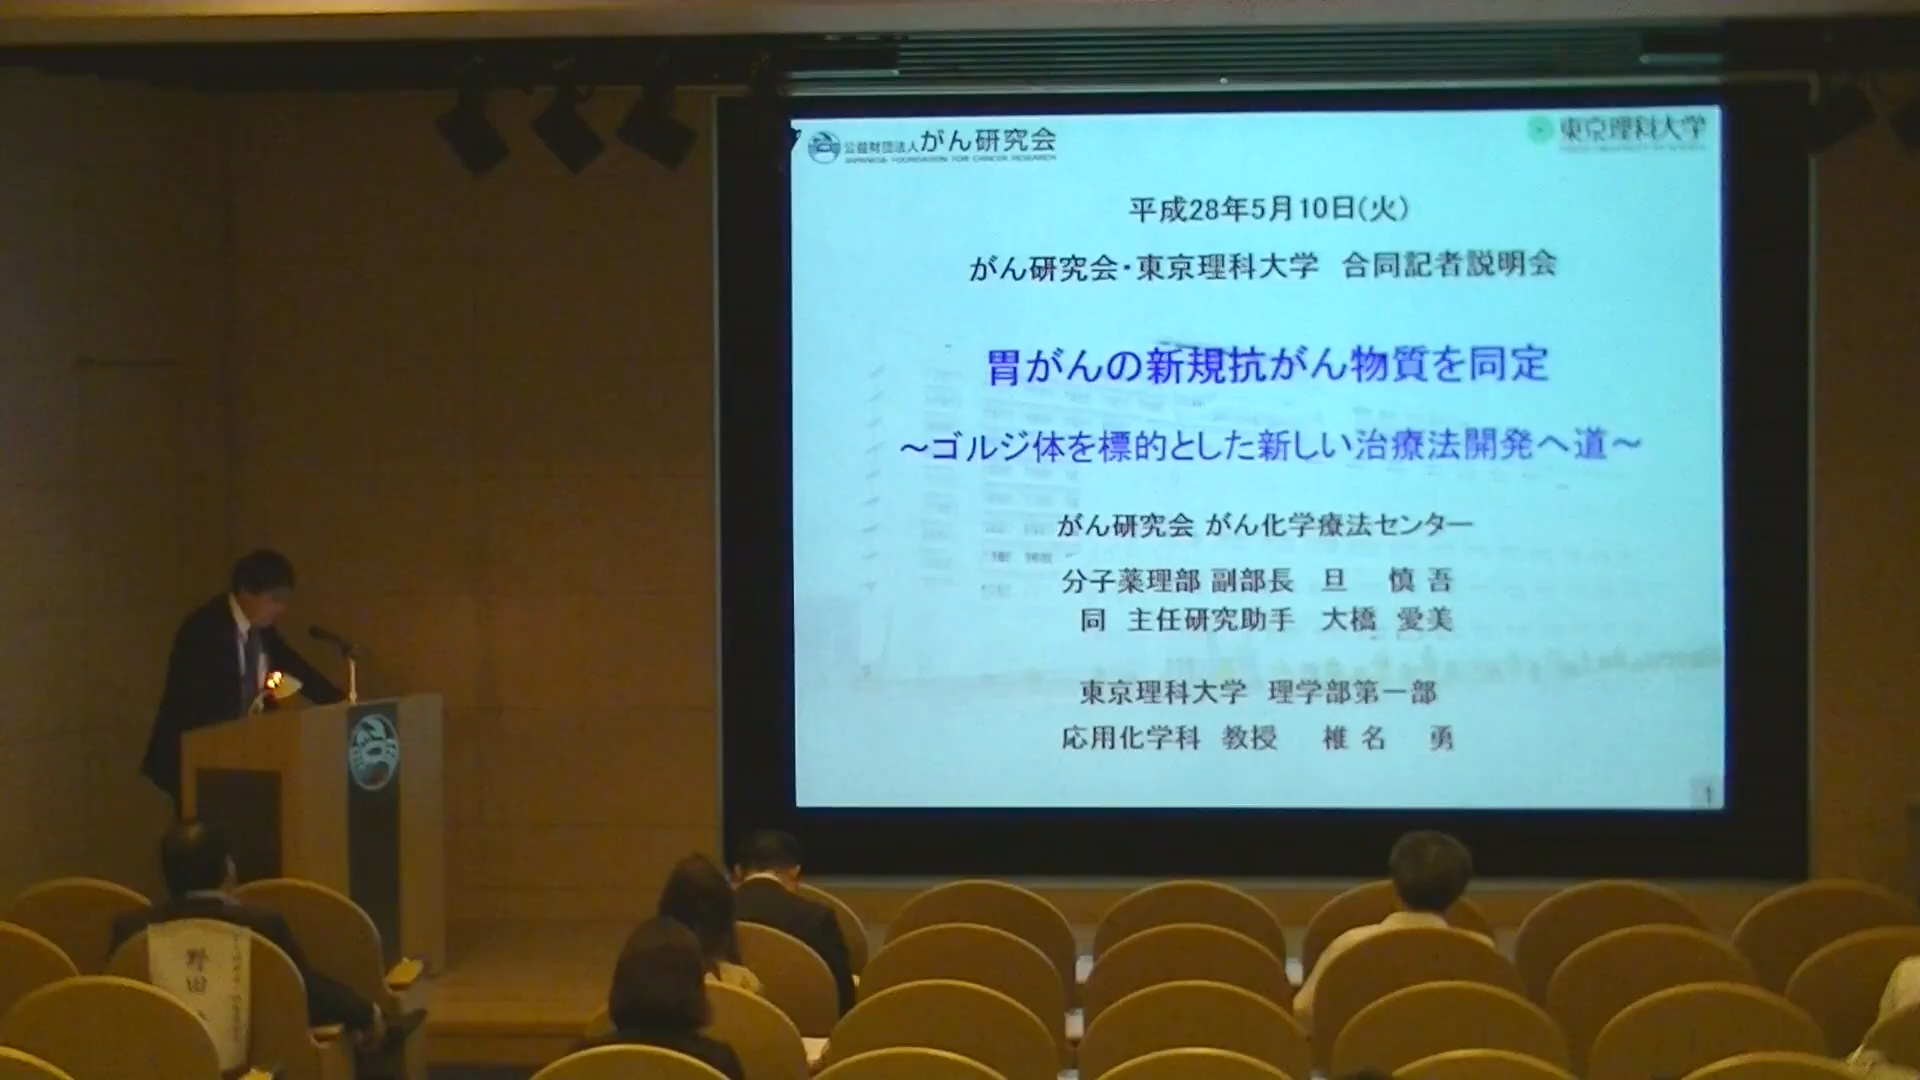 公益財団法人がん研究会
JAPANESE FOUNDATION FOR CANCER RESEARCH
東京理科大学
平成28年5月10日(火)
がん研究会・東京理科大学 合同記者説明会
胃がんの新規抗がん物質を同定
～ゴルジ体を標的とした新しい治療法開発へ道～
がん研究会 がん化学療法センター
分子薬理部 副部長 旦 慎吾
同 主任研究助手 大橋 愛美
東京理科大学 理学部第一部
応用化学科 教授 椎名 勇
1
野田